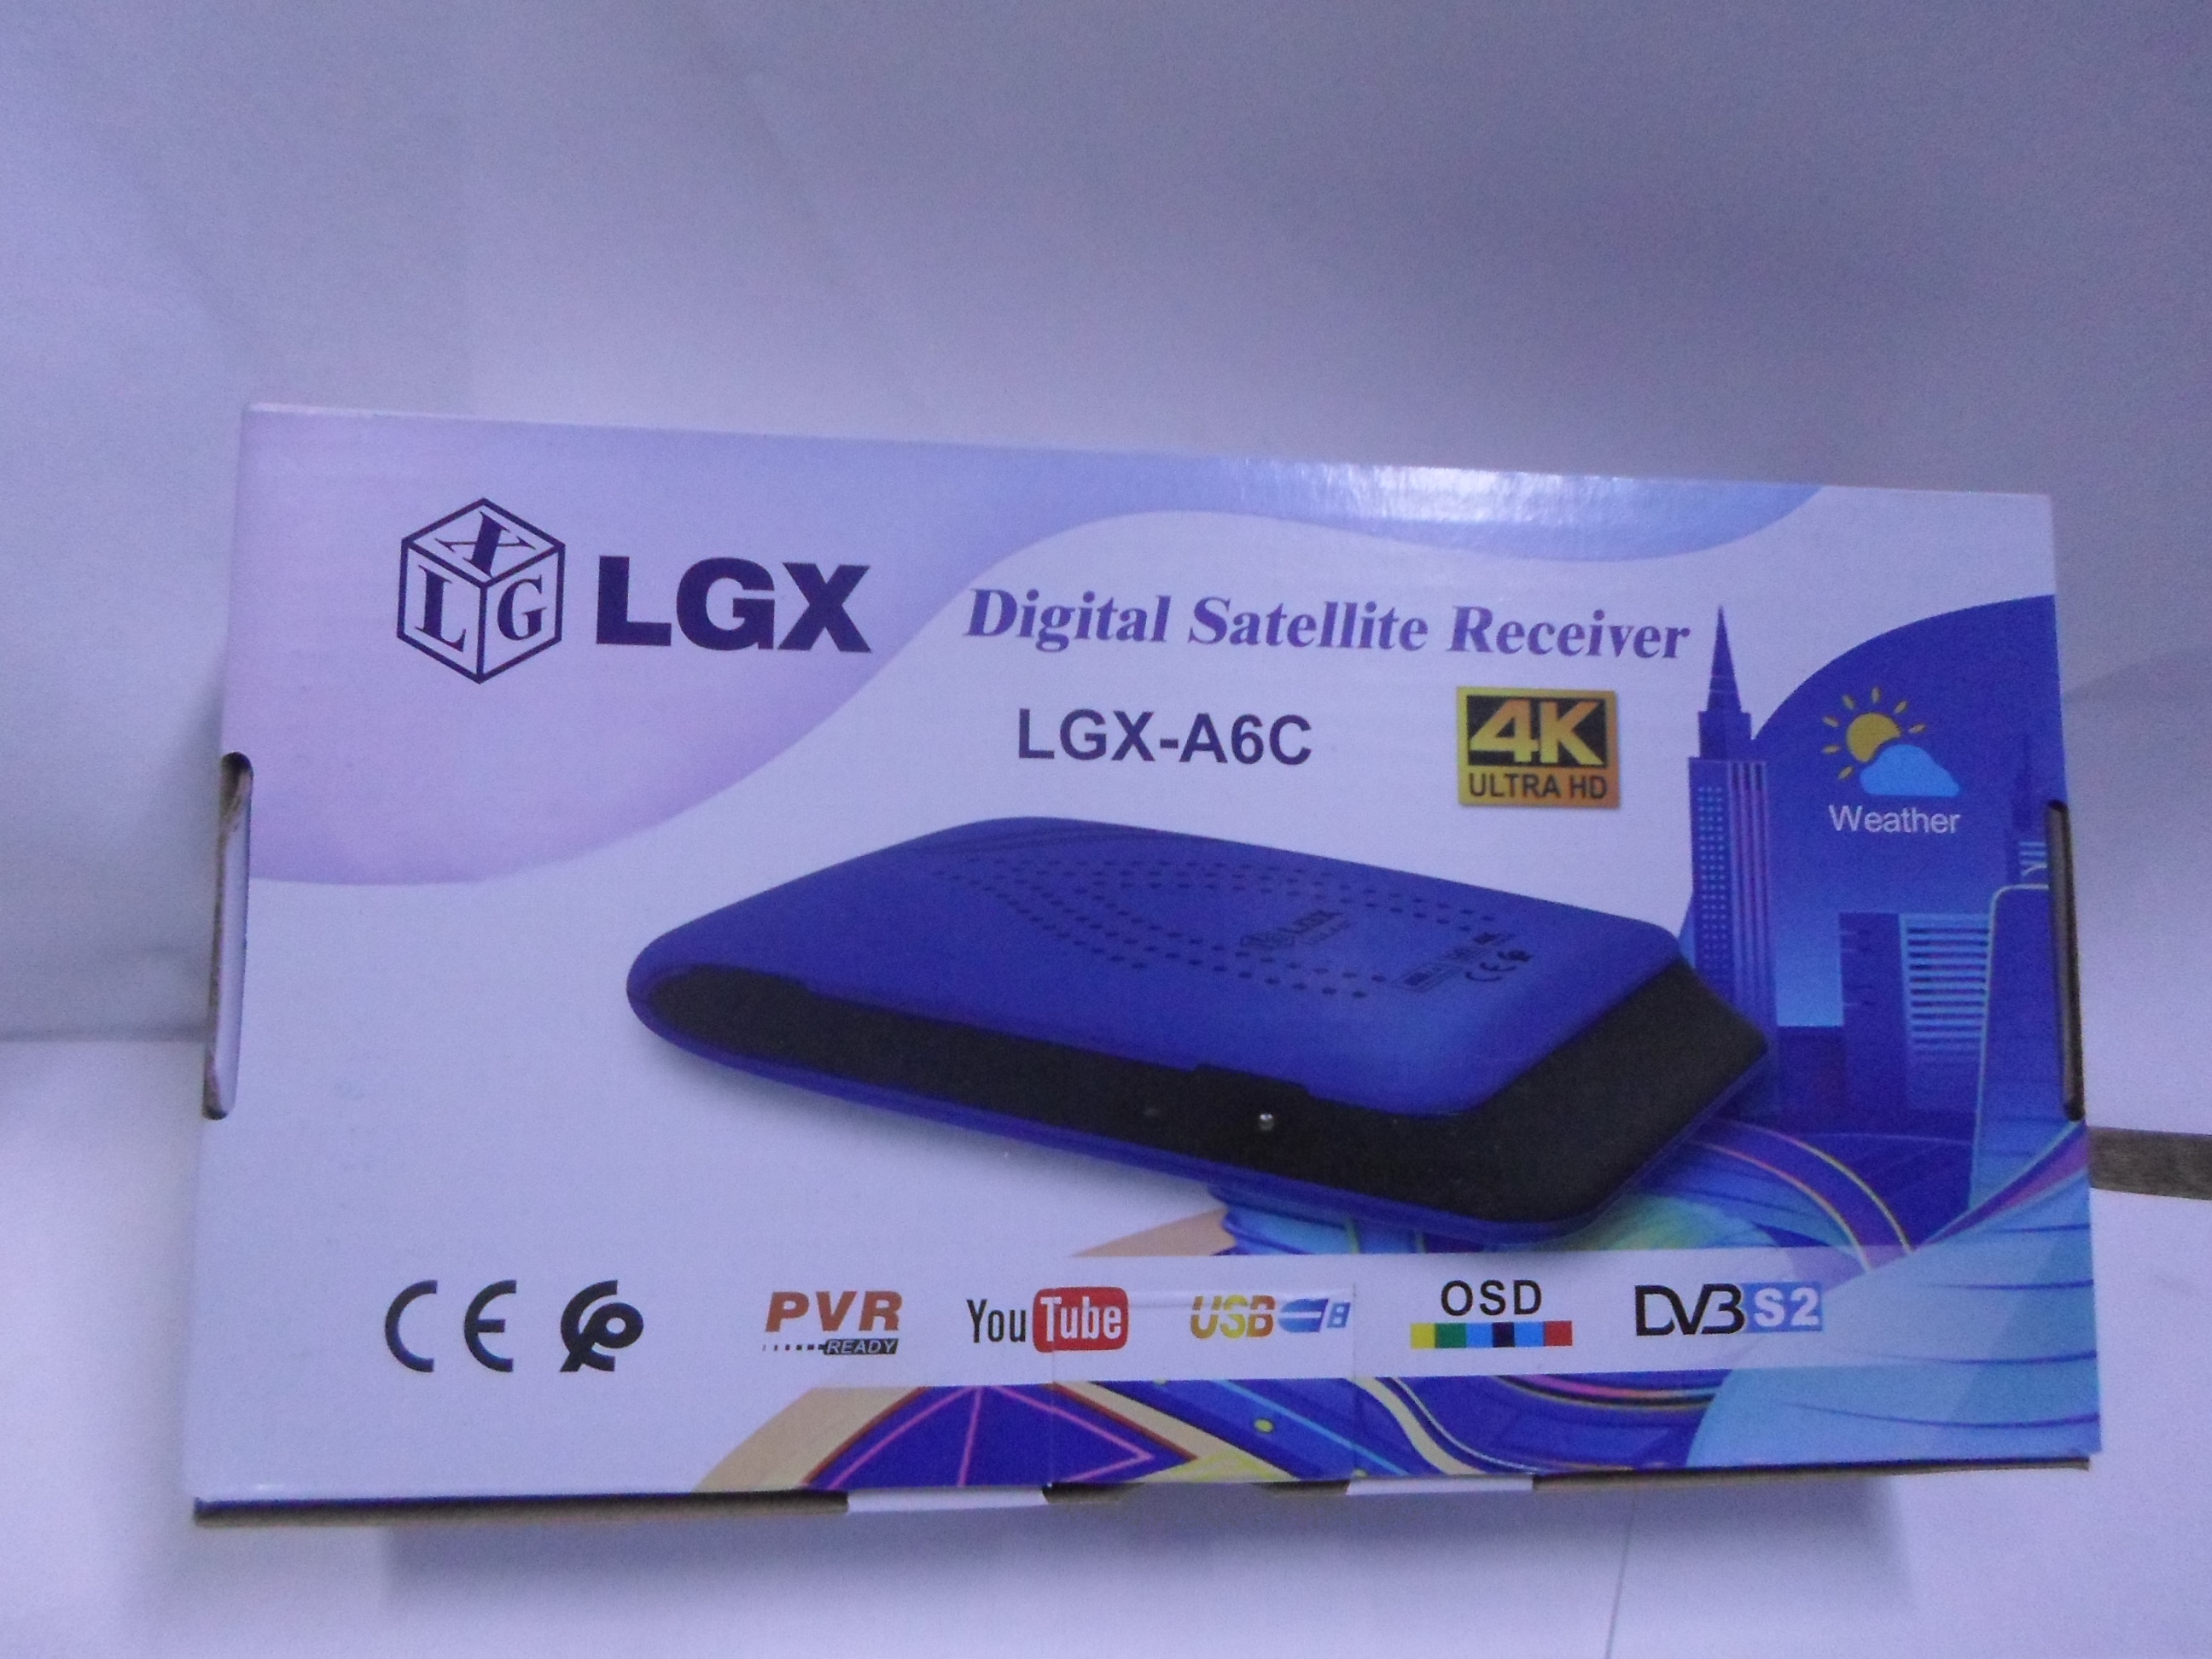 X
L G
LGX
Digital Satellite Receiver
LGX-A6C
4K
ULTRA HD
Weather
LGX
CE
CE
PVR
READY
YouTube
USB
OSD
DVB S2